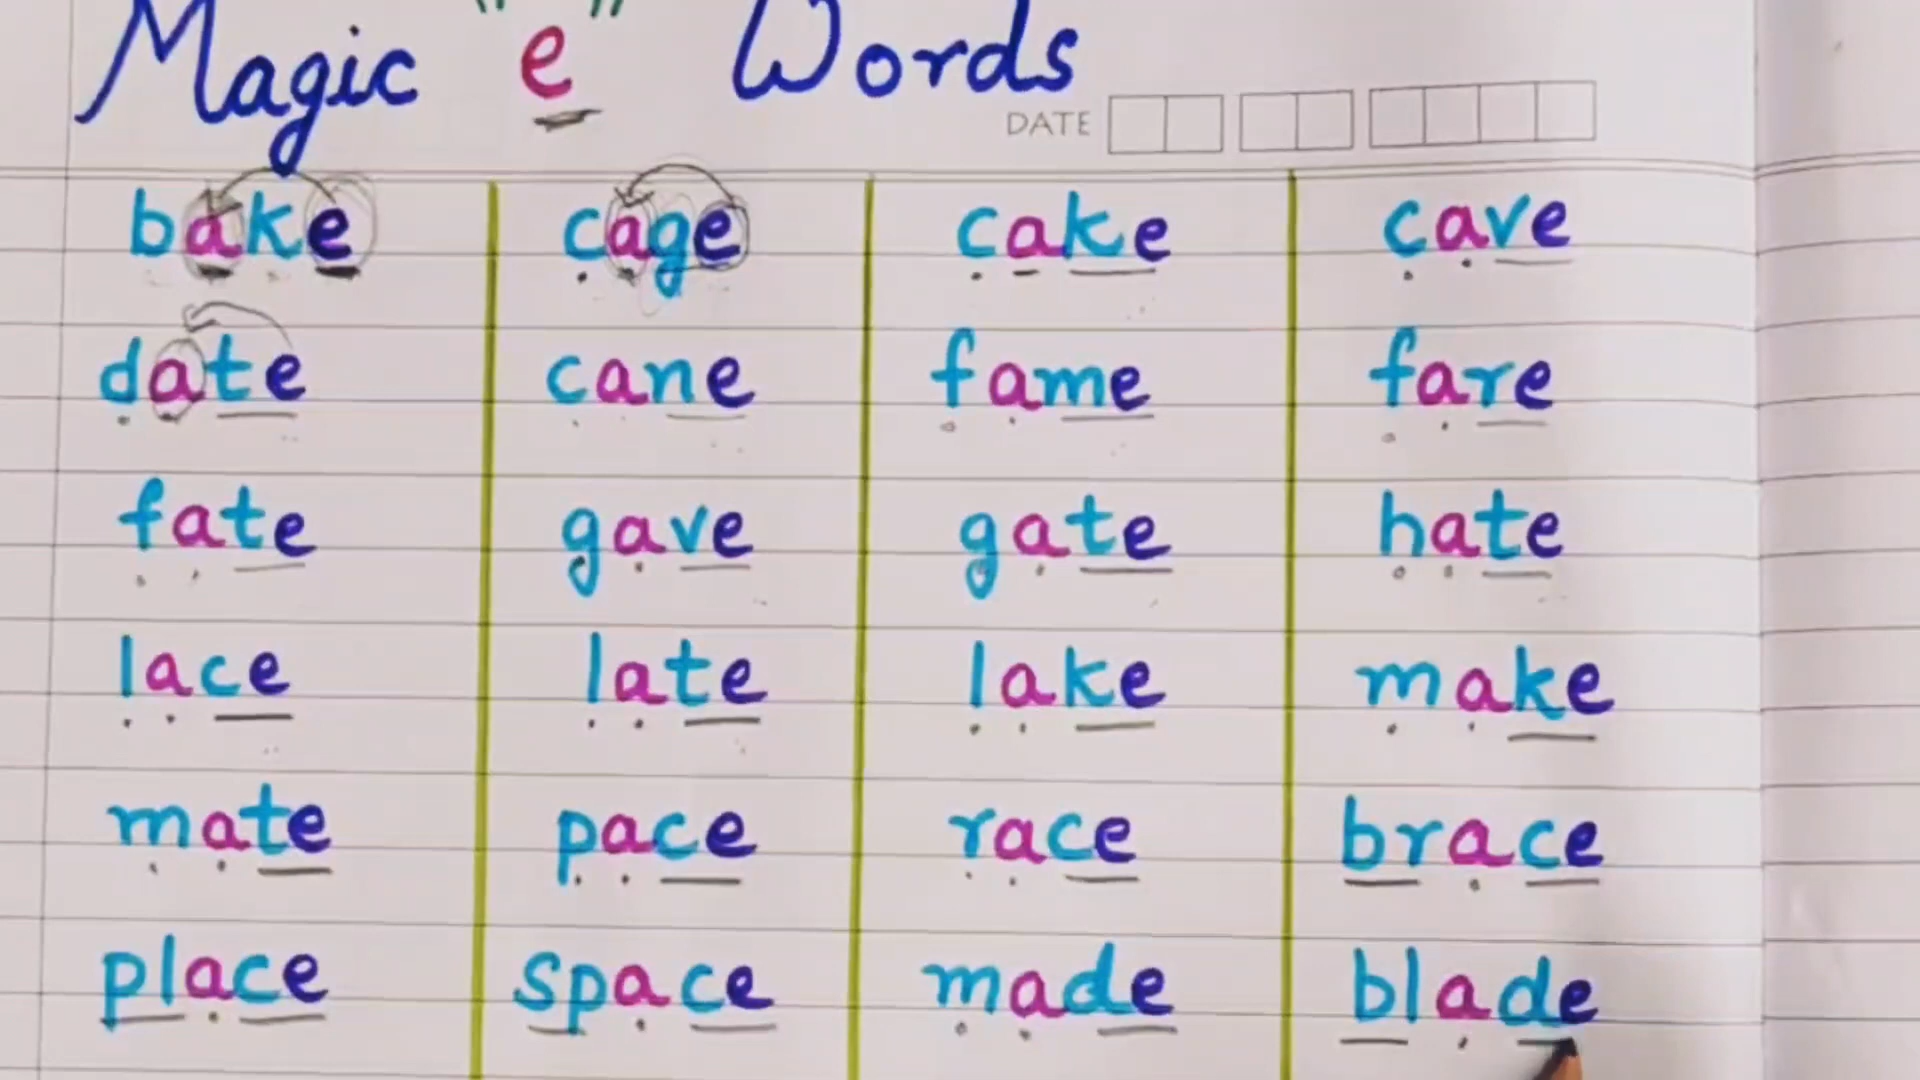 Magic "e" Words
DATE
bake cage cake cave
date cane fame fare
fate gave gate hate
lace late lake make
mate pace race brace
place space made blade